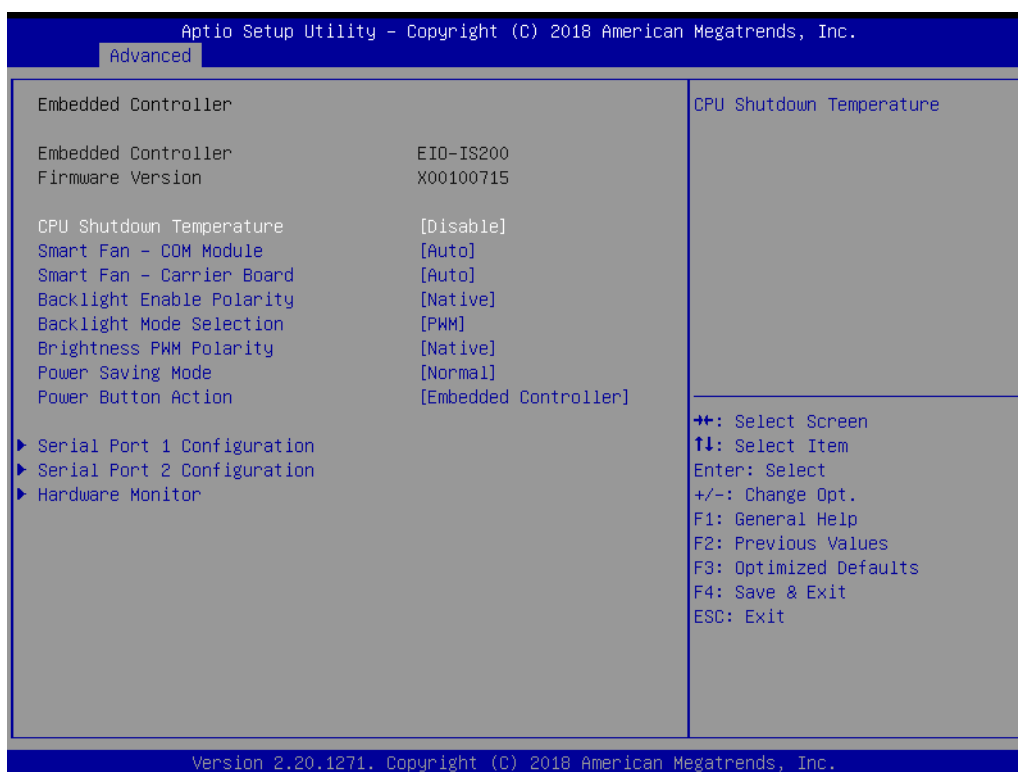 Aptio Setup Utility – Copyright (C) 2018 American Megatrends, Inc.
Advanced
Embedded Controller
Embedded Controller EIO-IS200
Firmware Version X00100715
CPU Shutdown Temperature [Disable]
Smart Fan – COM Module [Auto]
Smart Fan – Carrier Board [Auto]
Backlight Enable Polarity [Native]
Backlight Mode Selection [PWM]
Brightness PWM Polarity [Native]
Power Saving Mode [Normal]
Power Button Action [Embedded Controller]
▶ Serial Port 1 Configuration
▶ Serial Port 2 Configuration
▶ Hardware Monitor
CPU Shutdown Temperature
→←: Select Screen
↑↓: Select Item
Enter: Select
+/-: Change Opt.
F1: General Help
F2: Previous Values
F3: Optimized Defaults
F4: Save & Exit
ESC: Exit
Version 2.20.1271. Copyright (C) 2018 American Megatrends, Inc.